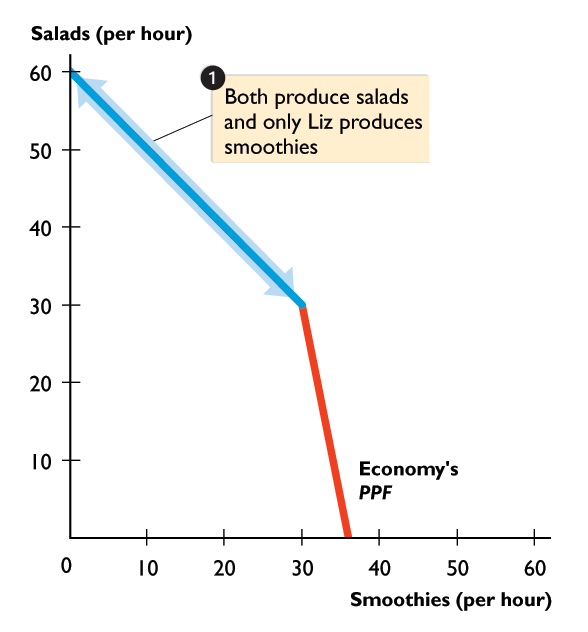 Salads (per hour)
1
Both produce salads
and only Liz produces
smoothies
60
50
40
30
20
10
Economy's
PPF
0
10
20
30
40
50
60
Smoothies (per hour)